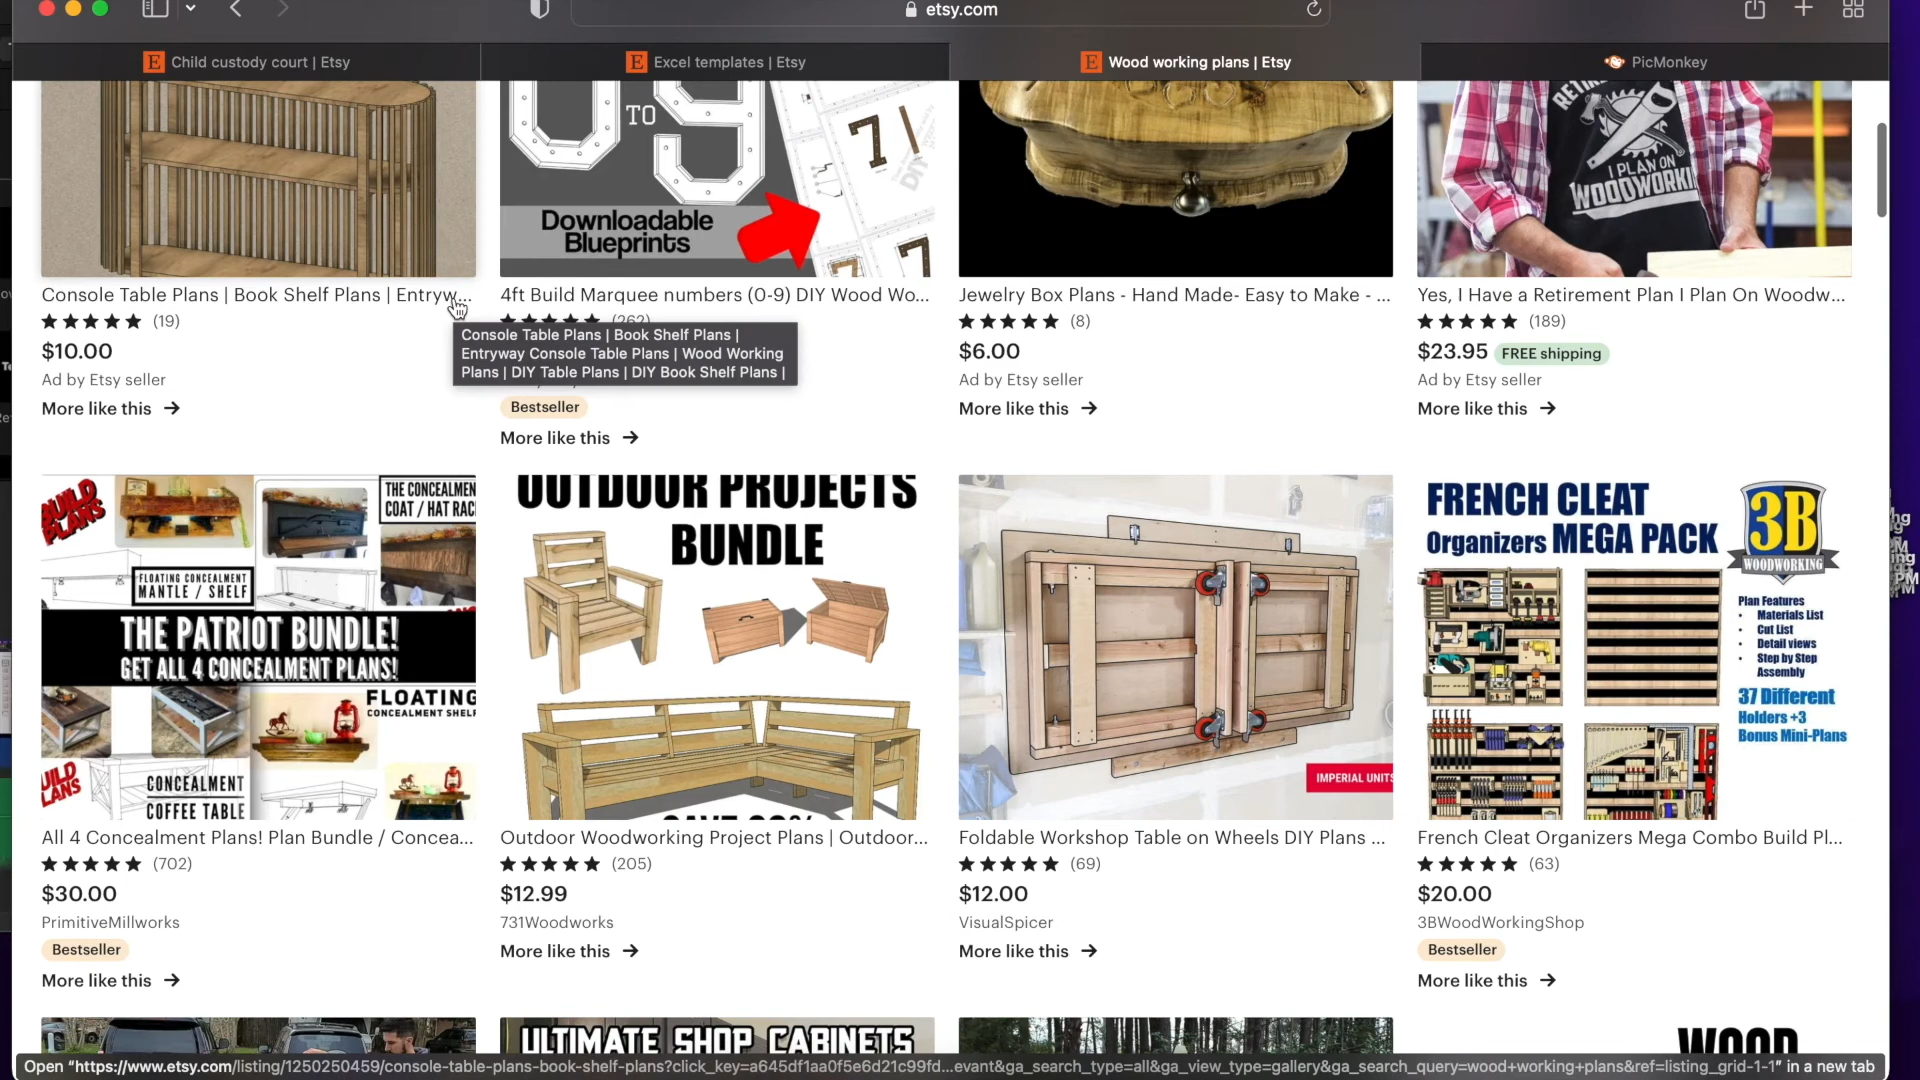 etsy.com
Child custody court | Etsy
Excel templates | Etsy
Wood working plans | Etsy
PicMonkey
TO
Downloadable
Blueprints
I PLAN ON
Console Table Plans | Book Shelf Plans | Entryw...
4ft Build Marquee numbers (0-9) DIY Wood Wo...
Jewelry Box Plans - Hand Made- Easy to Make - ...
Yes, I Have a Retirement Plan I Plan On Woodw...
(19)
(262)
(8)
(189)
Console Table Plans | Book Shelf Plans |
Entryway Console Table Plans | Wood Working
Plans | DIY Table Plans | DIY Book Shelf Plans |
$10.00
$6.00
$23.95 FREE shipping
Ad by Etsy seller
Ad by Etsy seller
Ad by Etsy seller
Bestseller
More like this
More like this
More like this
More like this
BUILD
PLANS
THE CONCEALMEN
COAT / HAT RAC
FLOATING CONCEALMENT
MANTLE / SHELF
THE PATRIOT BUNDLE!
GET ALL 4 CONCEALMENT PLANS!
FLOATING
CONCEALMENT SHELF
CONCEALMENT
COFFEE TABLE
OUTDOOR PROJECTS
BUNDLE
IMPERIAL UNITS
FRENCH CLEAT
Organizers MEGA PACK
3B
WOODWORKING
Plan Features
• Materials List
• Cut List
• Detail views
• Step by Step
Assembly
37 Different
Holders +3
Bonus Mini-Plans
All 4 Concealment Plans! Plan Bundle / Concea...
Outdoor Woodworking Project Plans | Outdoor...
Foldable Workshop Table on Wheels DIY Plans ...
French Cleat Organizers Mega Combo Build Pl...
(702)
(205)
(69)
(63)
$30.00
$12.99
$12.00
$20.00
PrimitiveMillworks
731Woodworks
VisualSpicer
3BWoodWorkingShop
Bestseller
Bestseller
More like this
More like this
More like this
More like this
ULTIMATE SHOP CABINETS
WOOD
Open "https://www.etsy.com/listing/1250250459/console-table-plans-book-shelf-plans?click_key=a645df1aa0f5e6d21c99fd...evant&ga_search_type=all&ga_view_type=gallery&ga_search_query=wood+working+plans&ref=listing_grid-1-1" in a new tab